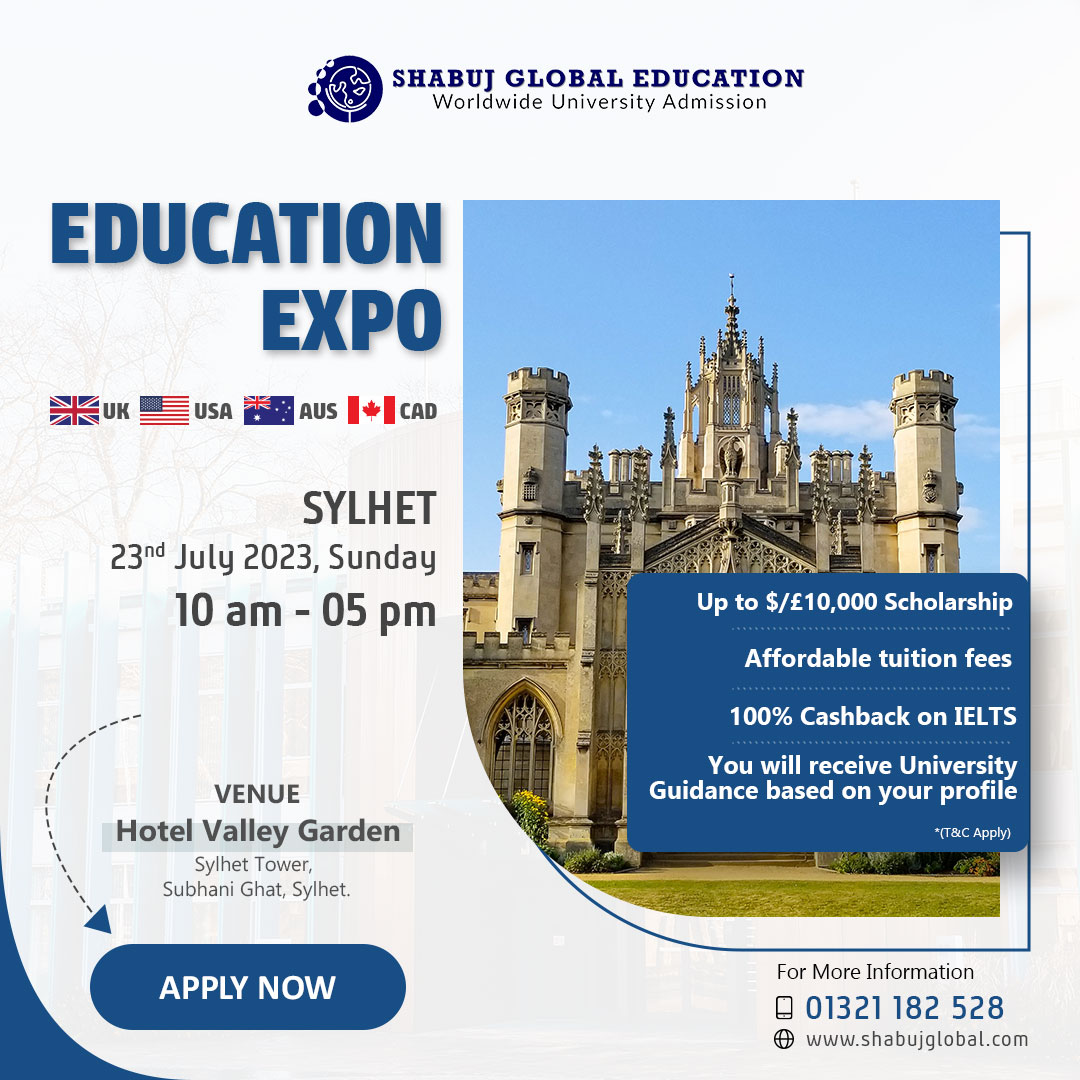 SHABUJ GLOBAL EDUCATION
Worldwide University Admission
EDUCATION
EXPO
UK USA AUS CAD
SYLHET
23nd July 2023, Sunday
10 am - 05 pm
VENUE
Hotel Valley Garden
Sylhet Tower,
Subhani Ghat, Sylhet.
APPLY NOW
Up to $/£10,000 Scholarship
Affordable tuition fees
100% Cashback on IELTS
You will receive University
Guidance based on your profile
*(T&C Apply)
For More Information
01321 182 528
www.shabujglobal.com